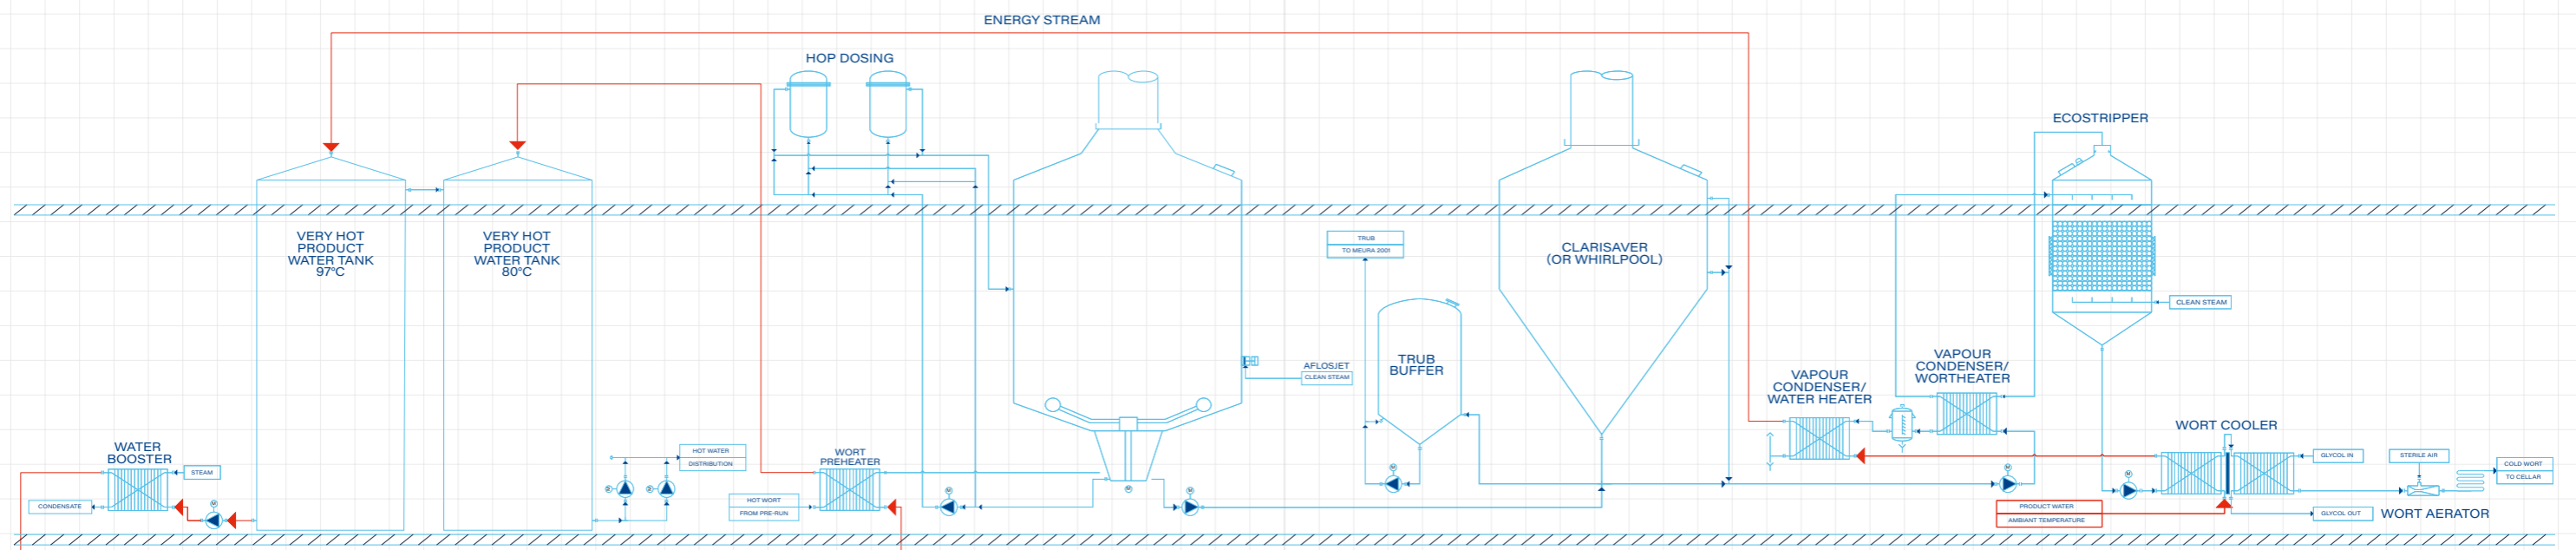 ENERGY STREAM
HOP DOSING
ECOSTRIPPER
VERY HOT
PRODUCT
WATER TANK
97°C
VERY HOT
PRODUCT
WATER TANK
80°C
TRUB
TO MEURA 2001
CLARISAVER
(OR WHIRLPOOL)
CLEAN STEAM
TRUB
BUFFER
AFLOSJET
CLEAN STEAM
VAPOUR
CONDENSER/
WATER HEATER
VAPOUR
CONDENSER/
WORTHEATER
WORT COOLER
WATER
BOOSTER
STEAM
CONDENSATE
M
M
M
HOT WATER
DISTRIBUTION
WORT
PREHEATER
HOT WORT
FROM PRE-RUN
M
M
M
M
M
M
GLYCOL IN
STERILE AIR
COLD WORT
TO CELLAR
PRODUCT WATER
AMBIANT TEMPERATURE
GLYCOL OUT
WORT AERATOR